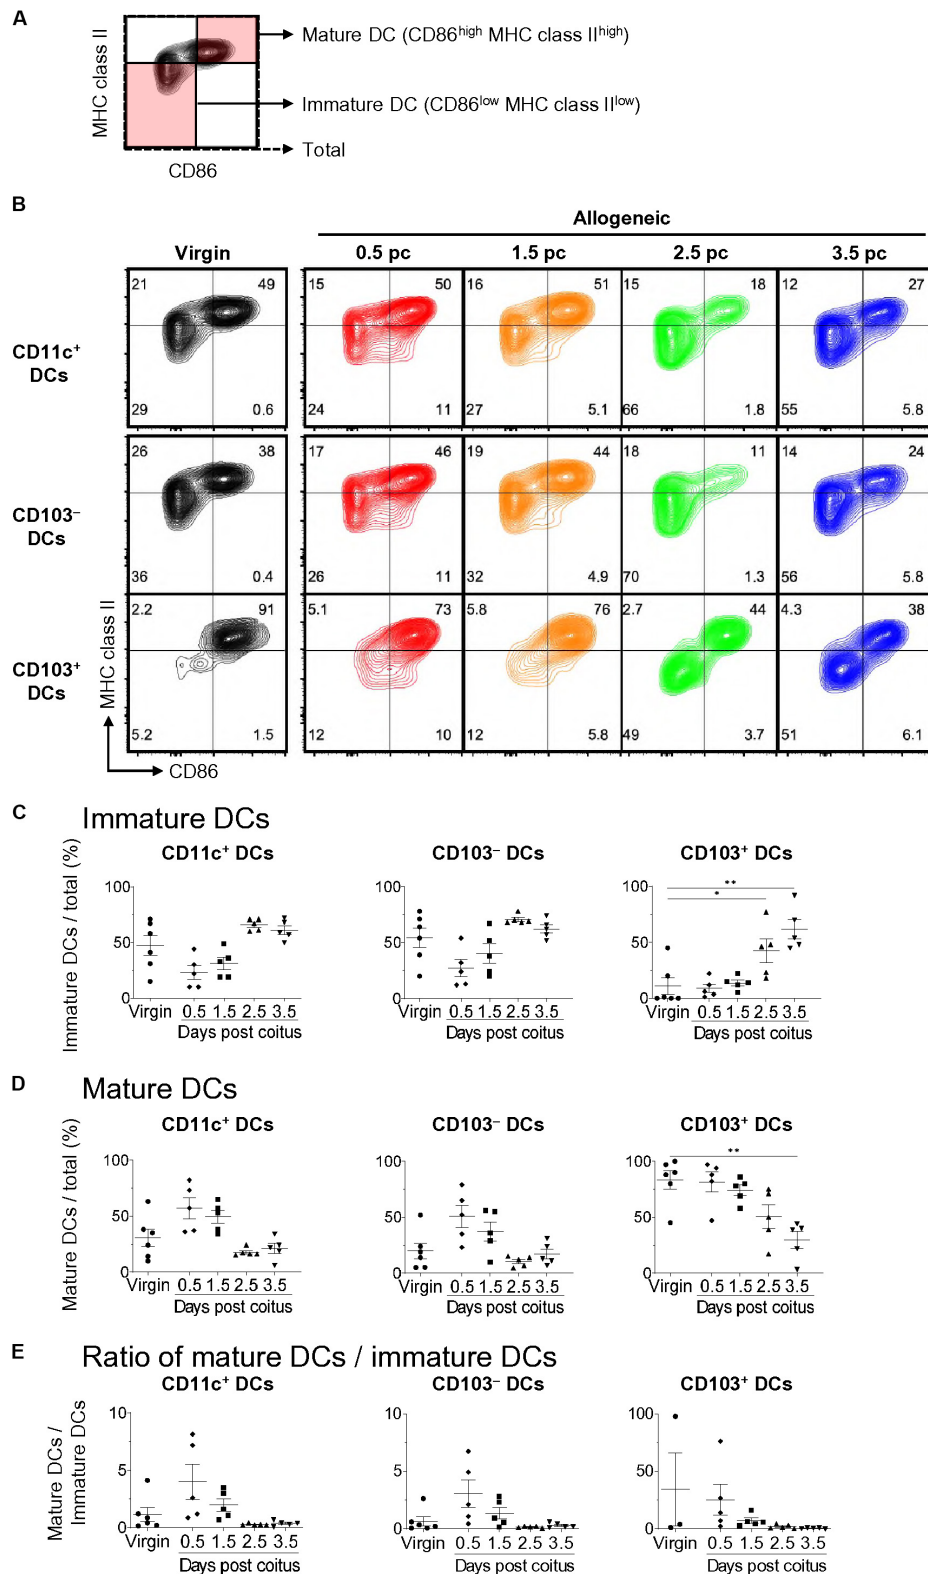 A
MHC class II
CD86
Mature DC (CD86high MHC class IIhigh)
Immature DC (CD86low MHC class IIlow)
Total
B
Allogeneic
Virgin 0.5 pc 1.5 pc 2.5 pc 3.5 pc
CD11c+ DCs
21 49 15 50 16 51 15 18 12 27
29 0.6 24 11 27 5.1 66 1.8 55 5.8
CD103– DCs
26 38 17 46 19 44 18 11 14 24
36 0.4 26 11 32 4.9 70 1.3 56 5.8
CD103+ DCs
2.2 91 5.1 73 5.8 76 2.7 44 4.3 38
5.2 1.5 12 10 12 5.8 49 3.7 51 6.1
MHC class II
CD86
C Immature DCs
CD11c+ DCs CD103– DCs CD103+ DCs
Immature DCs / total (%)
100 100 100
** 
*
50 50 50
0 0 0
Virgin 0.5 1.5 2.5 3.5 Virgin 0.5 1.5 2.5 3.5 Virgin 0.5 1.5 2.5 3.5
Days post coitus Days post coitus Days post coitus
D Mature DCs
CD11c+ DCs CD103– DCs CD103+ DCs
Mature DCs / total (%)
100 100 100
**
50 50 50
0 0 0
Virgin 0.5 1.5 2.5 3.5 Virgin 0.5 1.5 2.5 3.5 Virgin 0.5 1.5 2.5 3.5
Days post coitus Days post coitus Days post coitus
E Ratio of mature DCs / immature DCs
CD11c+ DCs CD103– DCs CD103+ DCs
Mature DCs /
Immature DCs
10 10 100
5 5 50
0 0 0
Virgin 0.5 1.5 2.5 3.5 Virgin 0.5 1.5 2.5 3.5 Virgin 0.5 1.5 2.5 3.5
Days post coitus Days post coitus Days post coitus